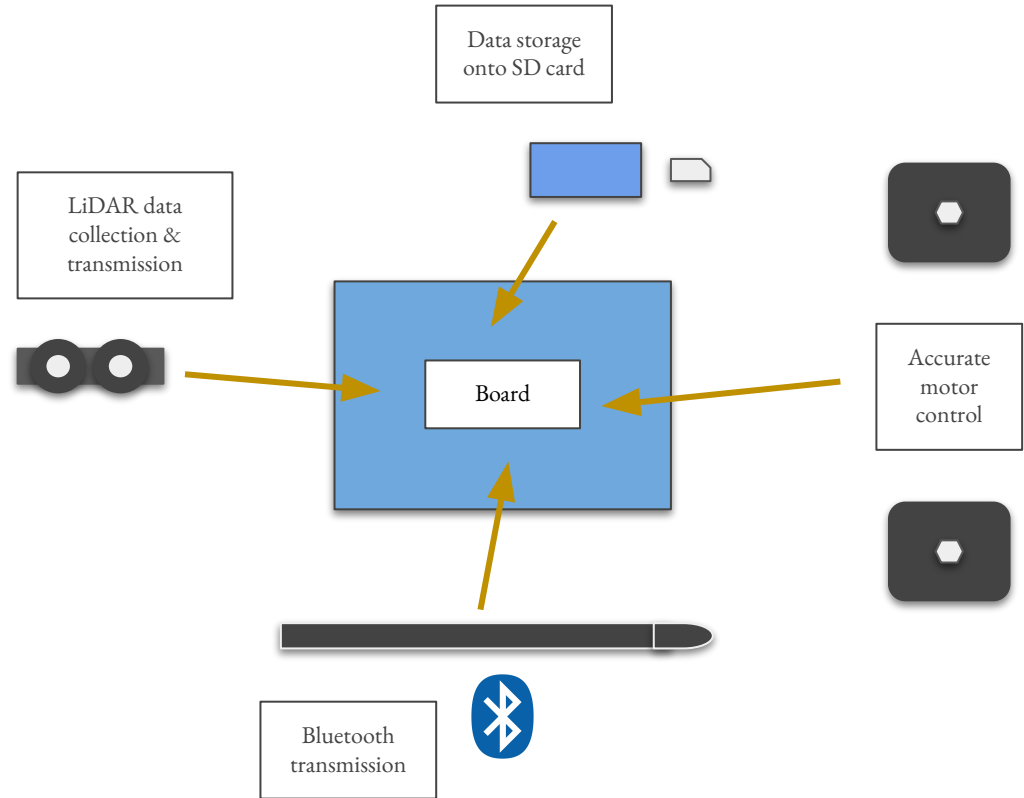 Data storage
onto SD card
LiDAR data
collection &
transmission
Board
Accurate
motor
control
Bluetooth
transmission